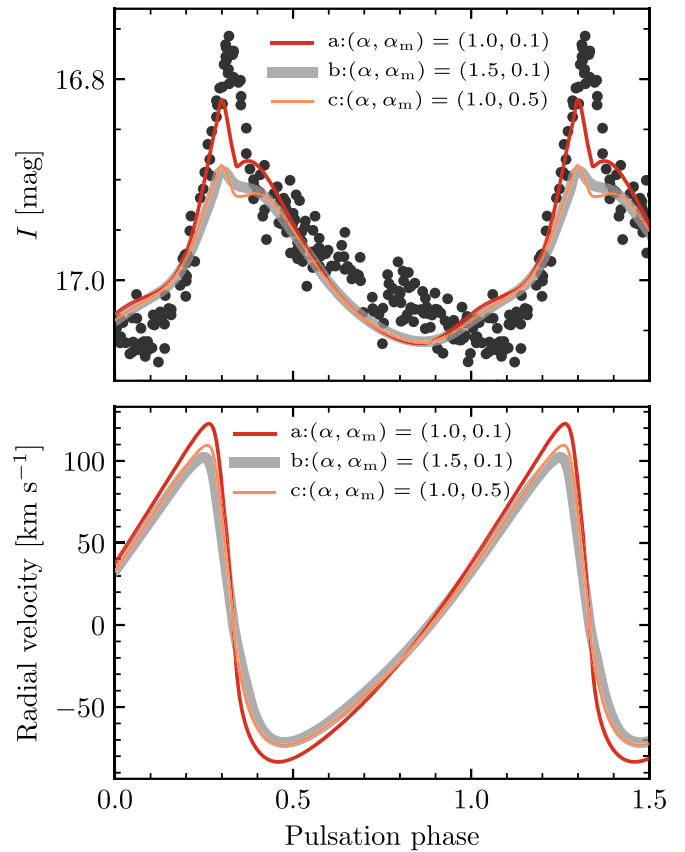 a:(α, αm) = (1.0, 0.1)
b:(α, αm) = (1.5, 0.1)
c:(α, αm) = (1.0, 0.5)
16.8
17.0
I [mag]
a:(α, αm) = (1.0, 0.1)
b:(α, αm) = (1.5, 0.1)
c:(α, αm) = (1.0, 0.5)
100
50
0
−50
Radial velocity [km s⁻¹]
0.0 0.5 1.0 1.5
Pulsation phase